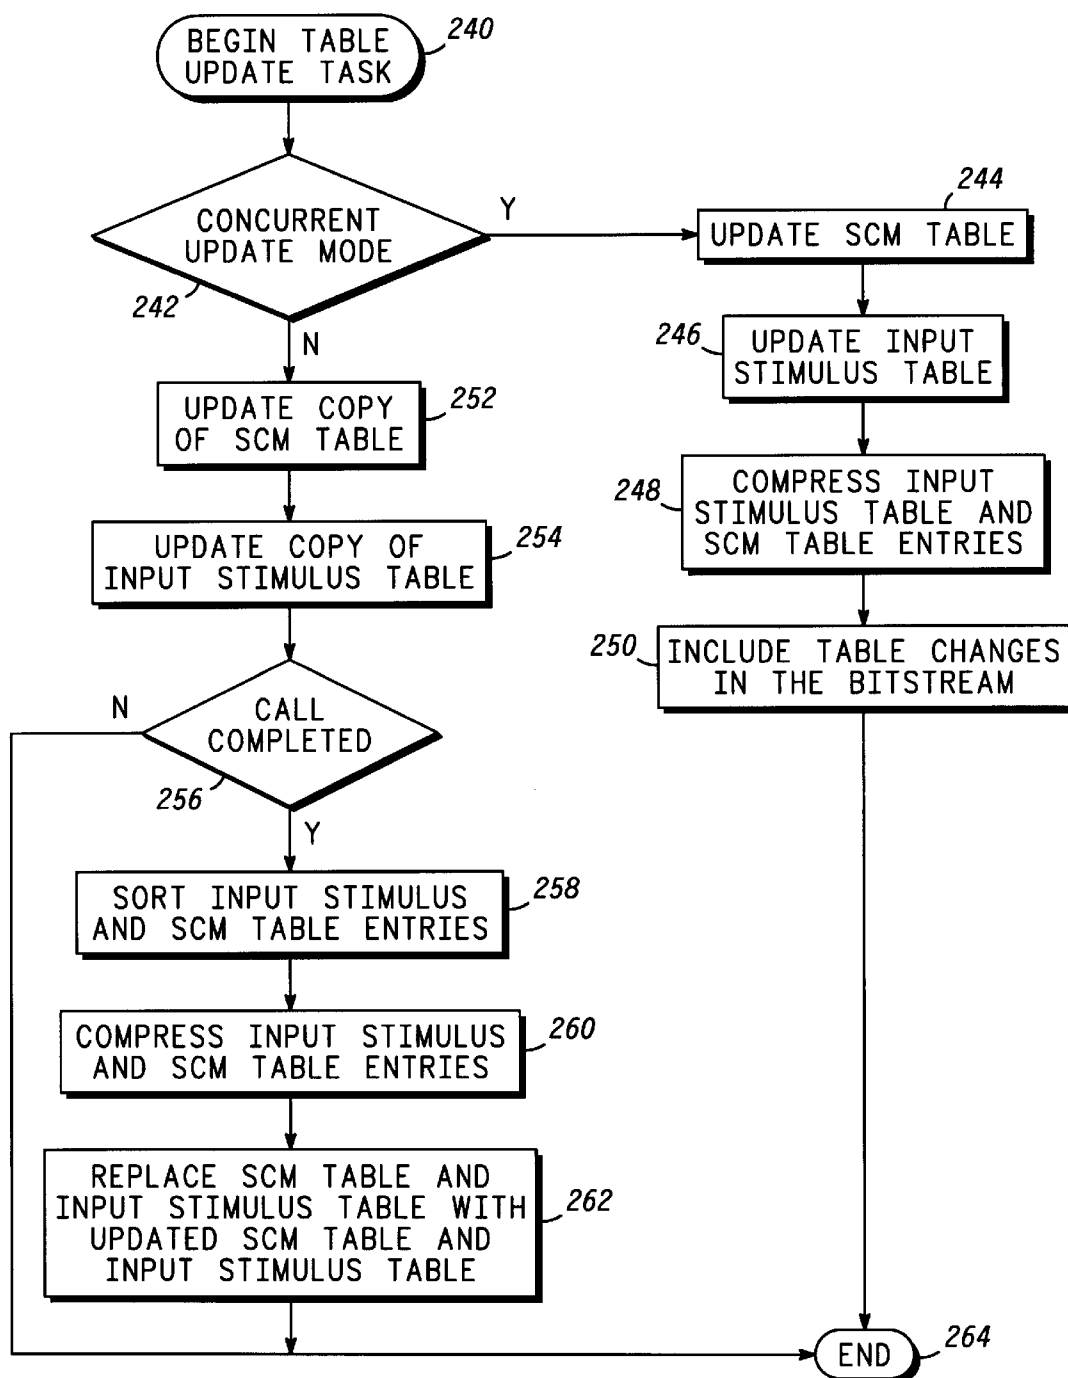 BEGIN TABLE
UPDATE TASK
240
CONCURRENT
UPDATE MODE
242
Y
N
UPDATE SCM TABLE
244
UPDATE INPUT
STIMULUS TABLE
246
COMPRESS INPUT
STIMULUS TABLE AND
SCM TABLE ENTRIES
248
INCLUDE TABLE CHANGES
IN THE BITSTREAM
250
UPDATE COPY
OF SCM TABLE
252
UPDATE COPY OF
INPUT STIMULUS TABLE
254
CALL
COMPLETED
256
N
Y
SORT INPUT STIMULUS
AND SCM TABLE ENTRIES
258
COMPRESS INPUT STIMULUS
AND SCM TABLE ENTRIES
260
REPLACE SCM TABLE AND
INPUT STIMULUS TABLE WITH
UPDATED SCM TABLE AND
INPUT STIMULUS TABLE
262
END
264